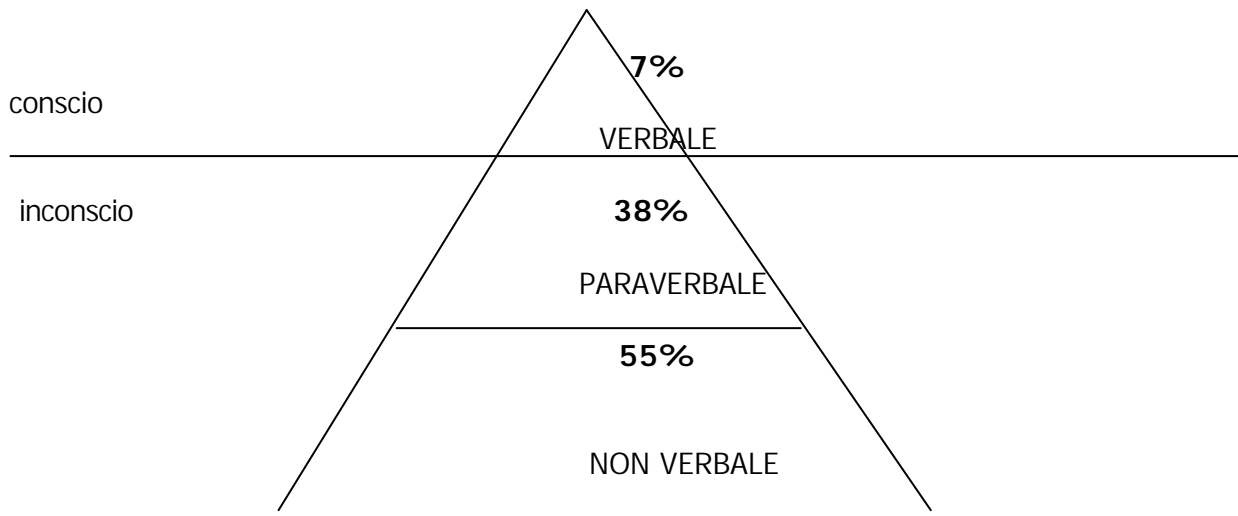 7%
conscio
VERBALE
inconscio
38%
PARAVERBALE
55%
NON VERBALE